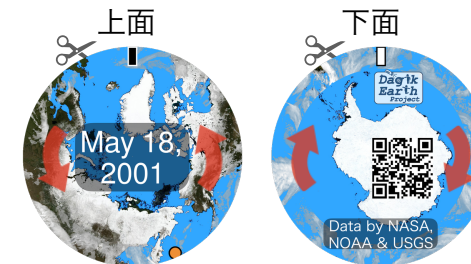 上面
下面
May 18,
2001
Dagik
Earth
Project
Data by NASA,
NOAA & USGS